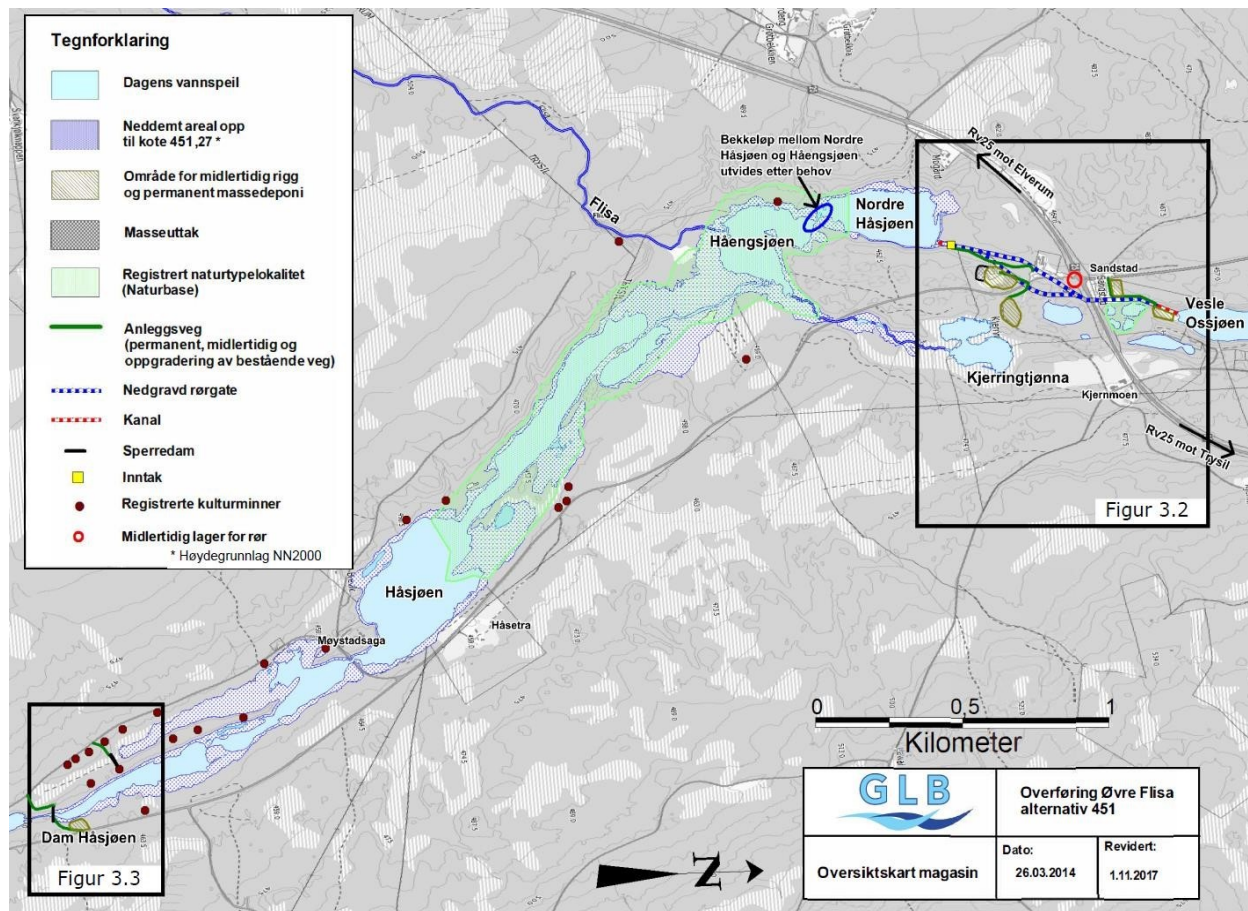 Tegnforklaring
Dagens vannspeil
Neddemt areal opp
til kote 451,27 *
Område for midlertidig rigg
og permanent massedeponi
Masseuttak
Registrert naturtypelokalitet
(Naturbase)
Anleggsveg
(permanent, midlertidig og
oppgradering av bestående veg)
Nedgravd rørgate
Kanal
Sperredam
Inntak
Registrerte kulturminner
Midlertidig lager for rør
* Høydegrunnlag NN2000
Bekkeløp mellom Nordre
Håsjøen og Håengsjøen
utvides etter behov
Rv25 mot Elverum
Flisa
Håengsjøen
Nordre
Håsjøen
Sandstad
Vesle
Ossjøen
Kjerringtjønna
Kjernmoen
Rv25 mot Trysil
Figur 3.2
Håsjøen
Håsetra
Møystadsaga
Dam Håsjøen
Figur 3.3
0 0,5 1
Kilometer
N
GLB
Overføring Øvre Flisa
alternativ 451
Oversiktskart magasin
Dato:
26.03.2014
Revidert:
1.11.2017